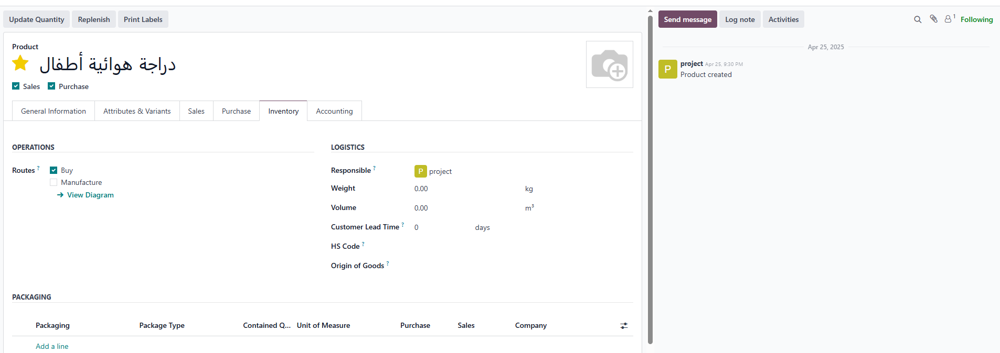 Update Quantity Replenish Print Labels
Product
دراجة هوائية أطفال
Sales Purchase
General Information Attributes & Variants Sales Purchase Inventory Accounting
OPERATIONS
Routes ? Buy
Manufacture
→ View Diagram
LOGISTICS
Responsible ? P project
Weight 0.00 kg
Volume 0.00 m³
Customer Lead Time ? 0 days
HS Code ?
Origin of Goods ?
PACKAGING
Packaging Package Type Contained Q... Unit of Measure Purchase Sales Company
Add a line
Send message Log note Activities 1 Following
Apr 25, 2025
P project Apr 25, 9:30 PM
Product created